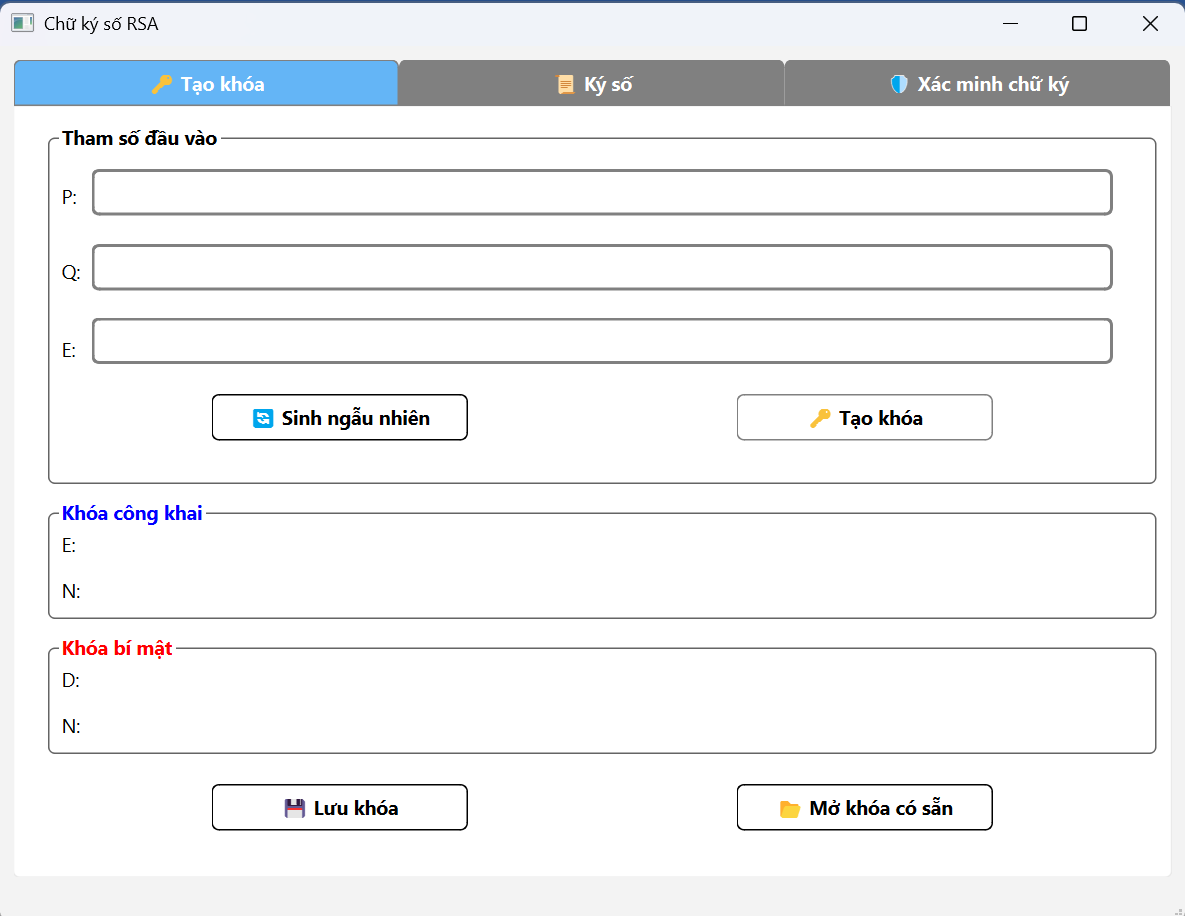 Chữ ký số RSA
🔑 Tạo khóa
📜 Ký số
🛡️ Xác minh chữ ký
Tham số đầu vào
P:
Q:
E:
🔄 Sinh ngẫu nhiên
🔑 Tạo khóa
Khóa công khai
E:
N:
Khóa bí mật
D:
N:
💾 Lưu khóa
📂 Mở khóa có sẵn